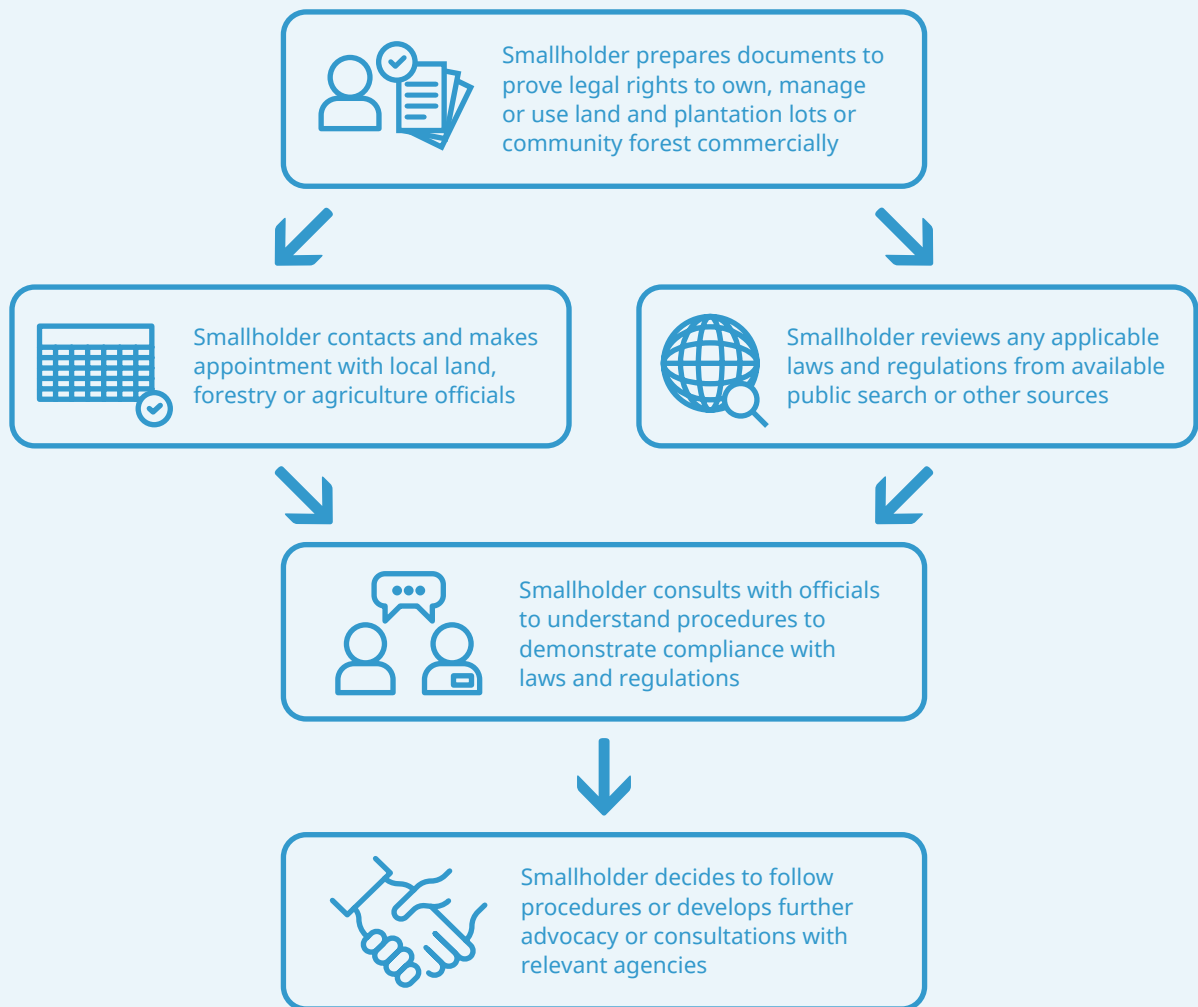 Smallholder prepares documents to
prove legal rights to own, manage
or use land and plantation lots or
community forest commercially
Smallholder contacts and makes
appointment with local land,
forestry or agriculture officials
Smallholder reviews any applicable
laws and regulations from available
public search or other sources
Smallholder consults with officials
to understand procedures to
demonstrate compliance with
laws and regulations
Smallholder decides to follow
procedures or develops further
advocacy or consultations with
relevant agencies